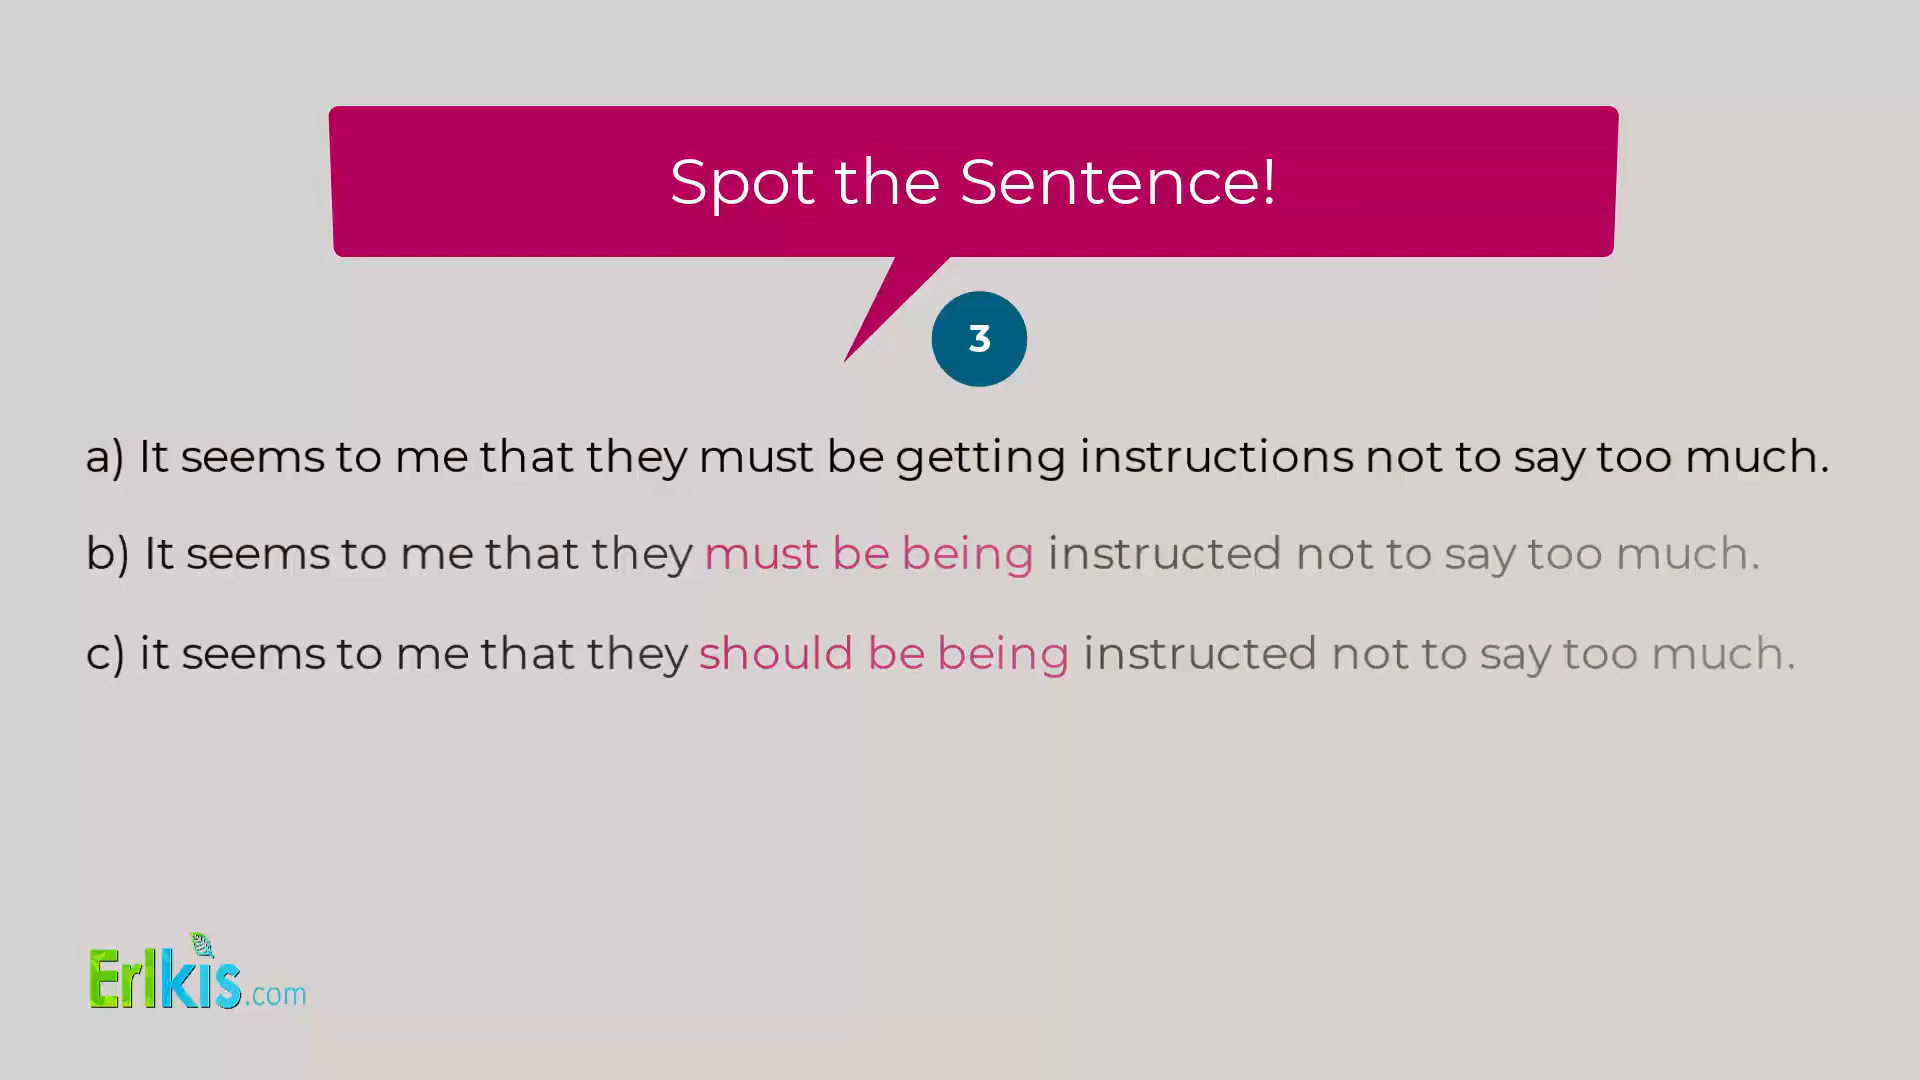 Spot the Sentence!
3
a) It seems to me that they must be getting instructions not to say too much.
b) It seems to me that they must be being instructed not to say too much.
c) it seems to me that they should be being instructed not to say too much.
Erlkis.com